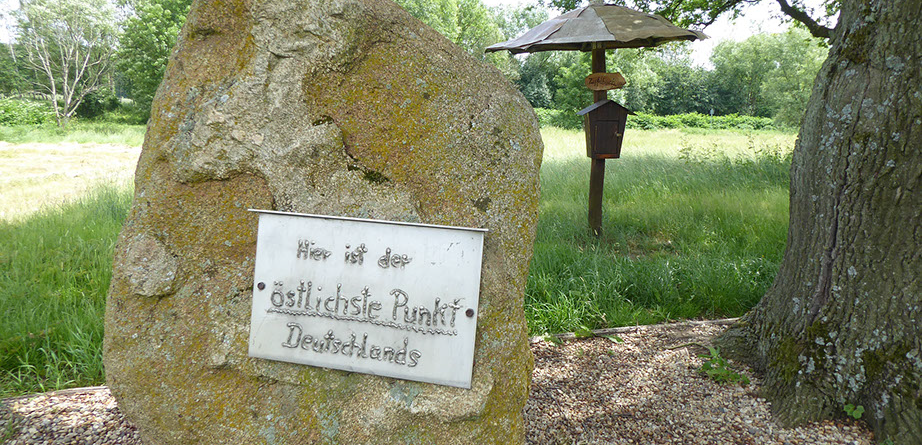 Hier ist der
östlichste Punkt
Deutschlands